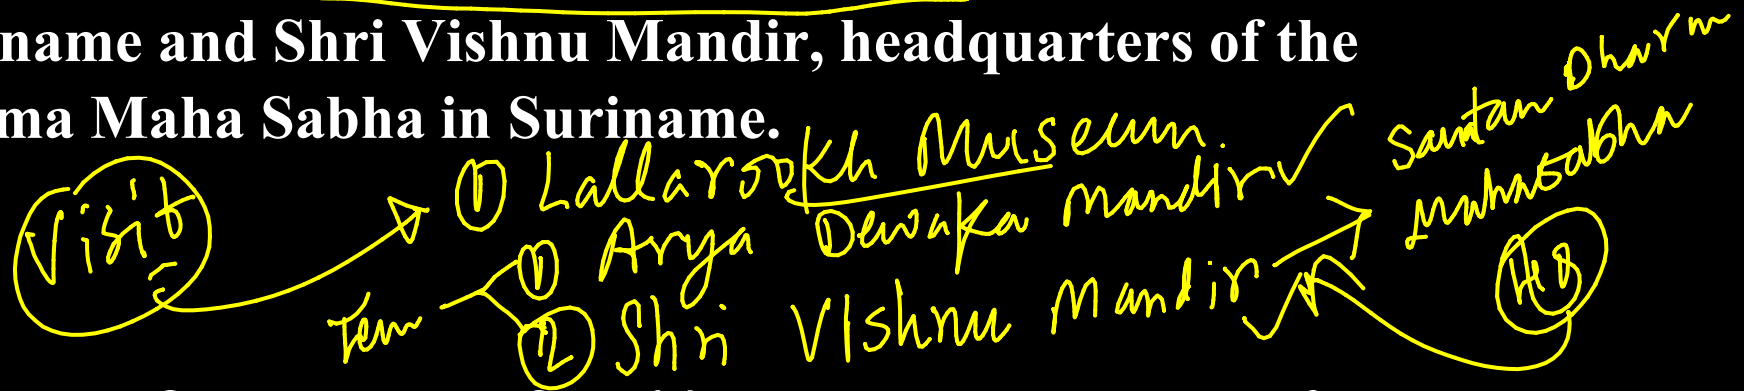 name and Shri Vishnu Mandir, headquarters of the
ma Maha Sabha in Suriname.
Visit
① Lallarookh Museum.
Tem
① Arya Dewaka Mandir
② Shri Vishnu Mandir
Santan Dharm
Mahasabha
HQ